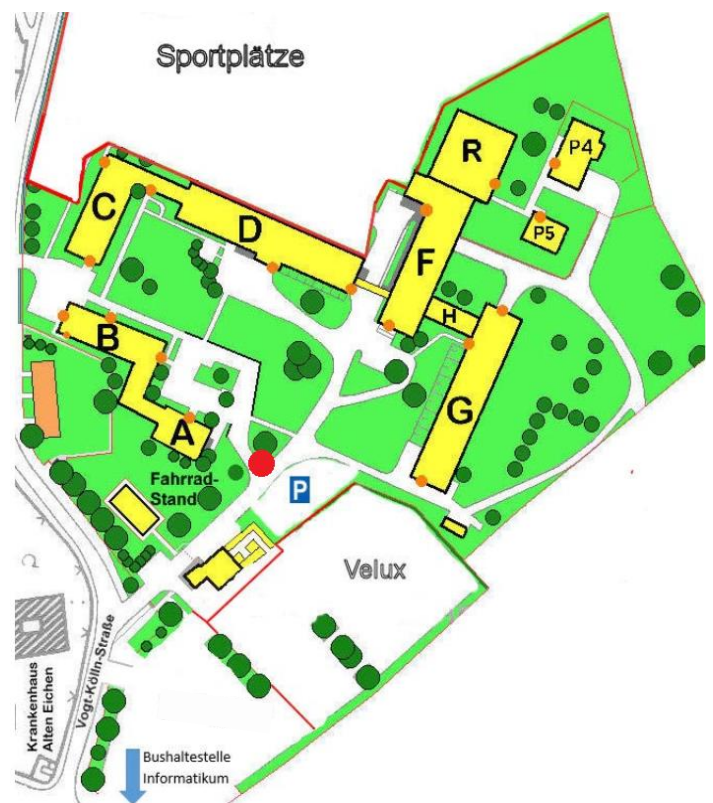 Sportplätze
R
P4
C
D
P5
F
H
B
G
A
Fahrrad-
Stand
P
Velux
Krankenhaus
Alten Eichen
Vogt-Kölln-Straße
Bushaltestelle
Informatikum